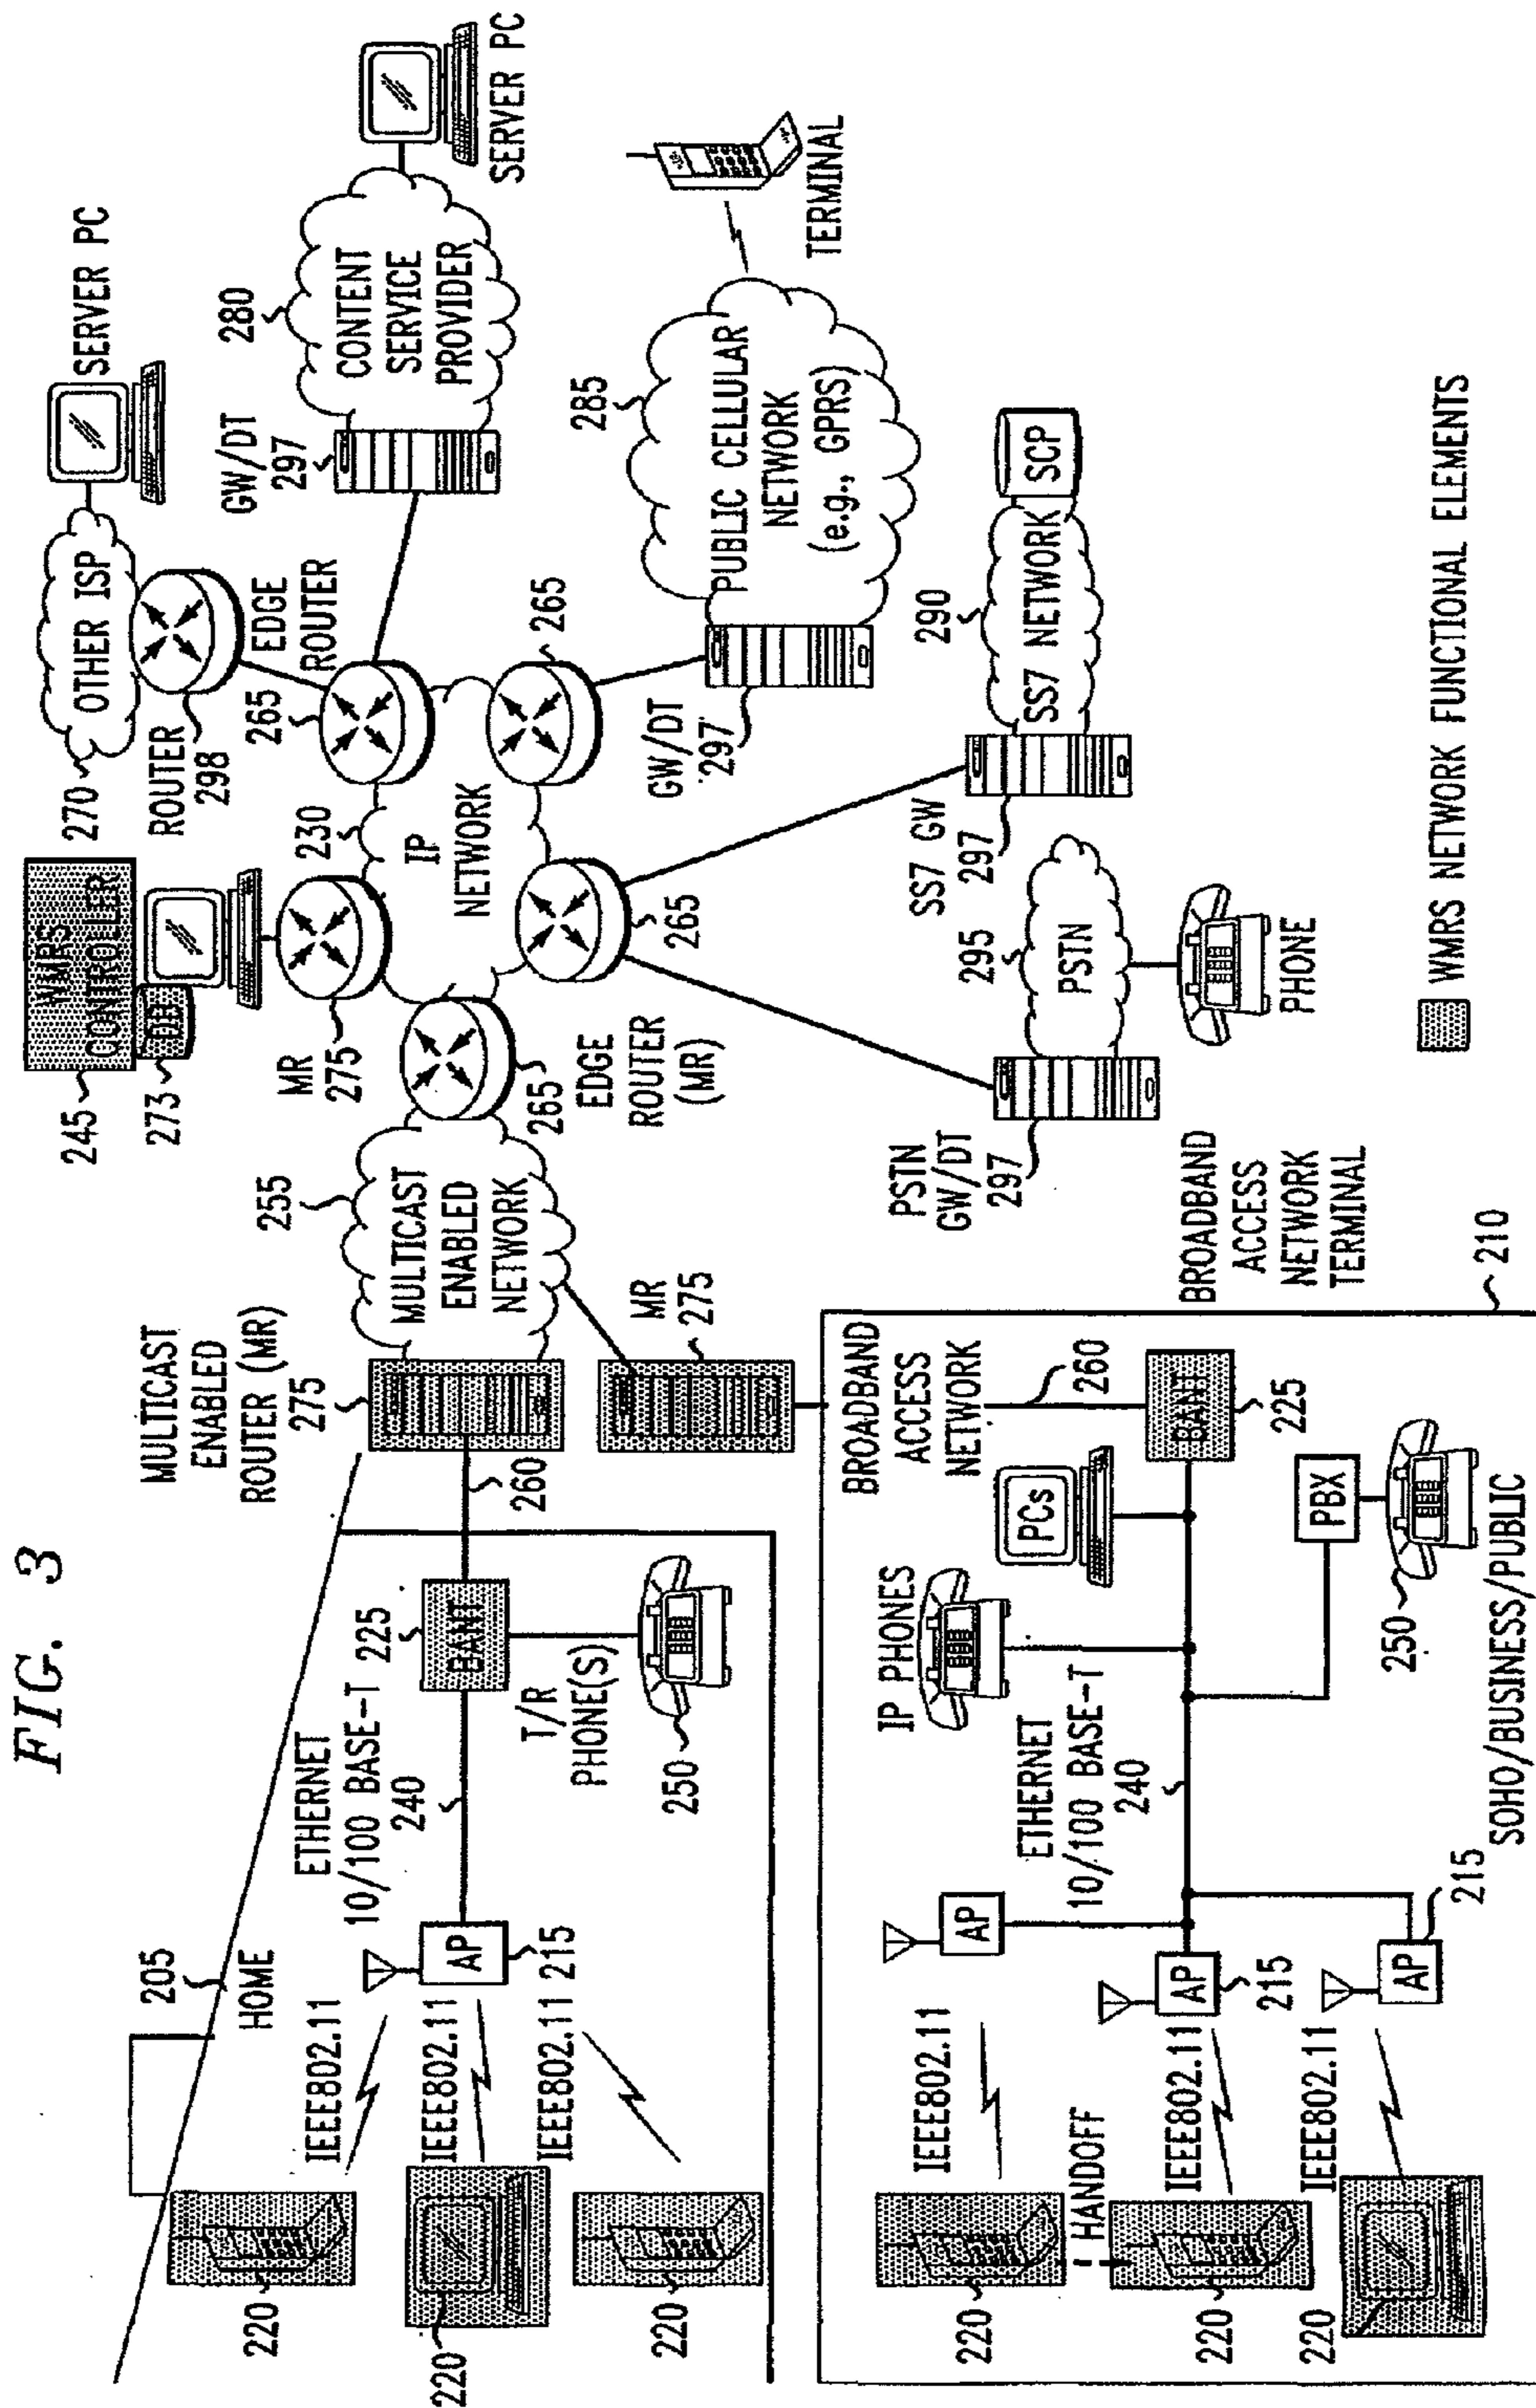 FIG. 3
205
HOME
220
IEEE802.11
220
IEEE802.11
220
IEEE802.11
AP
215
ETHERNET
10/100 BASE-T
240
BANT
225
T/R
PHONE(S)
250
260
MULTICAST
ENABLED
ROUTER (MR)
275
MR
275
255
MULTICAST
ENABLED
NETWORK
265
EDGE
ROUTER
(MR)
245
WMRS
CONTROLLER
273
DB
MR
275
230
IP
NETWORK
265
270
OTHER ISP
SERVER PC
ROUTER
298
265
EDGE
ROUTER
GW/DT
297
280
CONTENT
SERVICE
PROVIDER
SERVER PC
265
GW/DT
297
285
PUBLIC CELLULAR
NETWORK
(e.g., GPRS)
TERMINAL
SS7 GW
297
290
SS7 NETWORK
SCP
PSTN
GW/DT
297
295
PSTN
PHONE
BROADBAND
ACCESS
NETWORK
TERMINAL
210
BROADBAND
ACCESS
NETWORK
260
BANT
225
PCs
IP PHONES
PBX
250
ETHERNET
10/100 BASE-T
240
AP
AP
215
AP
215
IEEE802.11
220
HANDOFF
IEEE802.11
220
IEEE802.11
220
SOHO/BUSINESS/PUBLIC
WMRS NETWORK FUNCTIONAL ELEMENTS